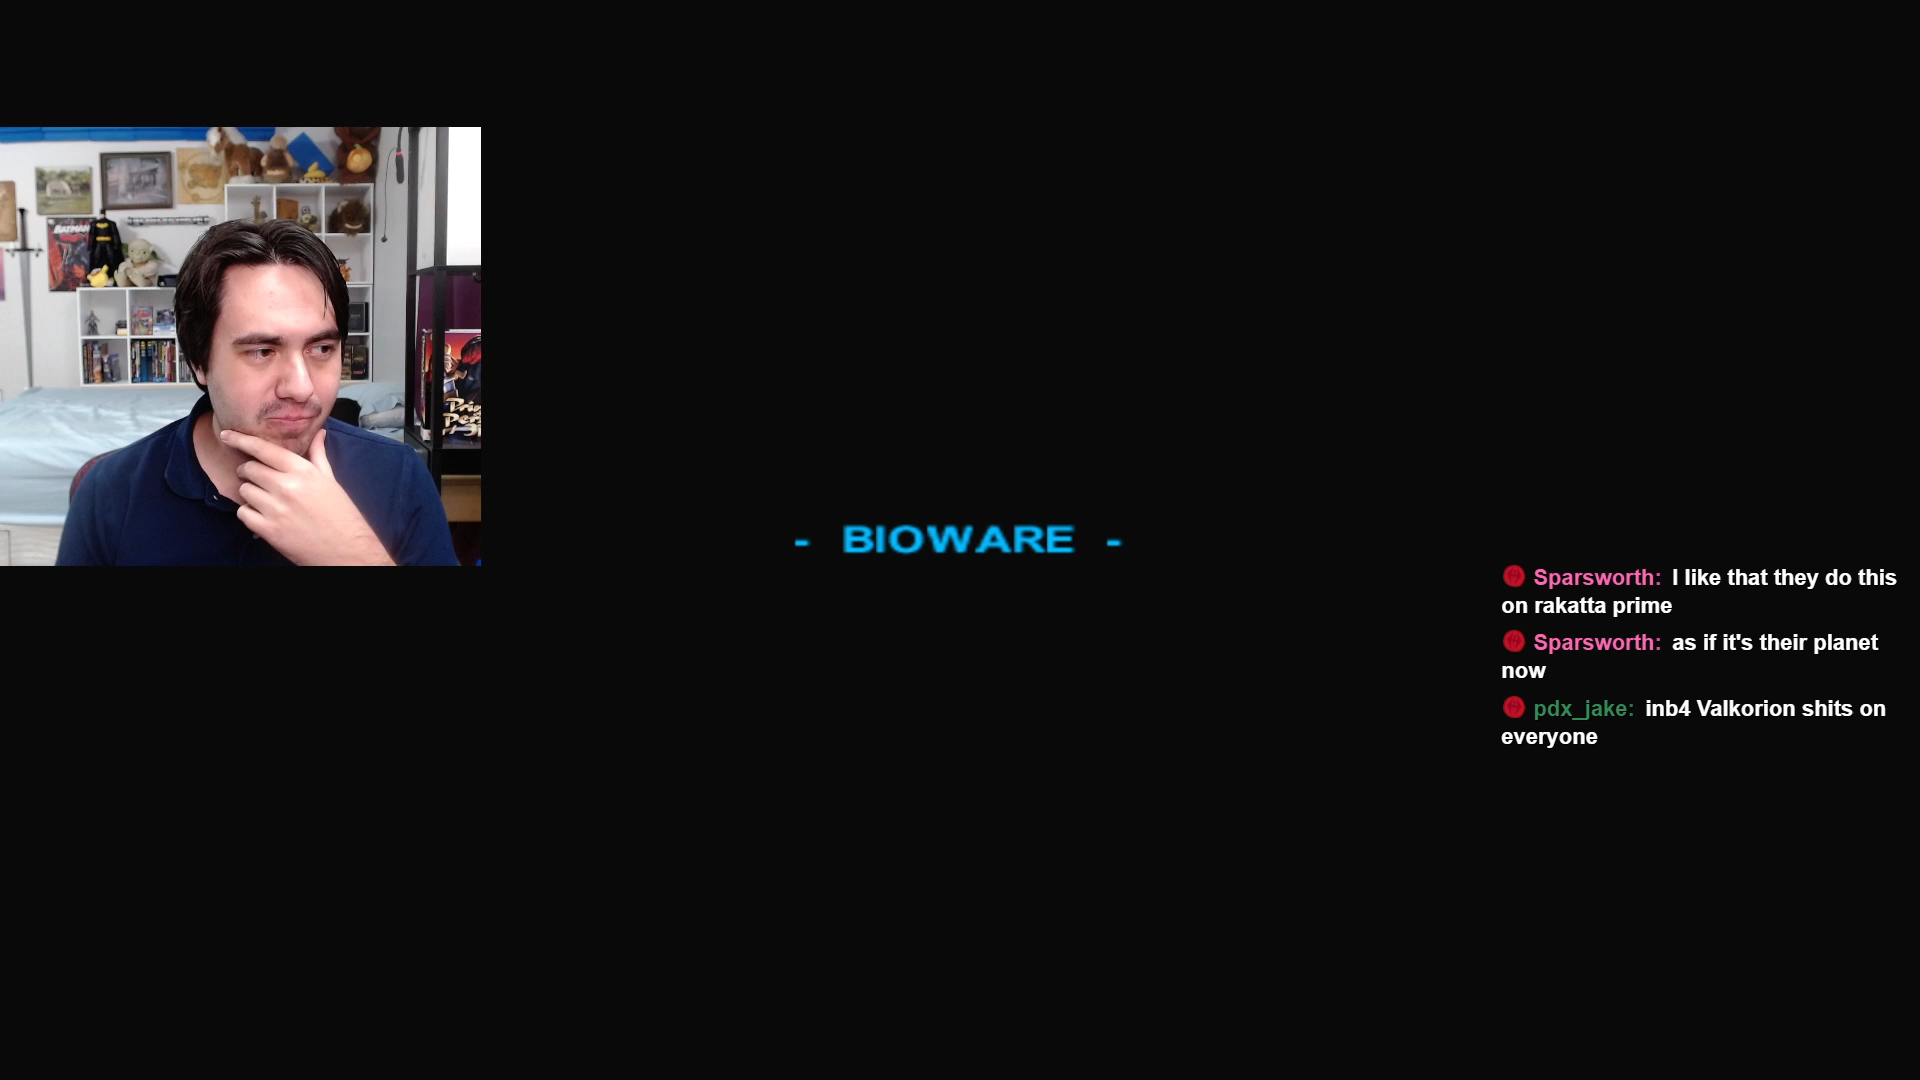 BATMAN
- BIOWARE -
Sparsworth: I like that they do this
on rakatta prime
Sparsworth: as if it's their planet
now
pdx_jake: inb4 Valkorion shits on
everyone